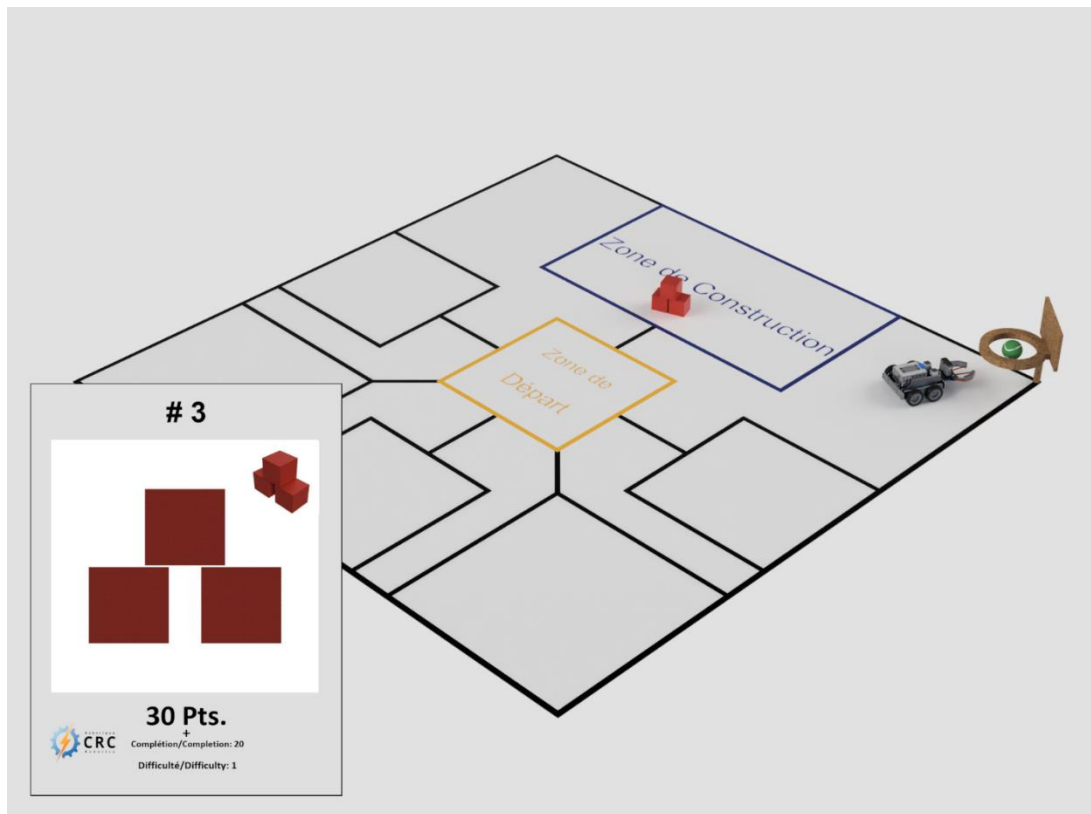 Zone de Construction
Zone de
Départ
# 3
30 Pts.
+
Complétion/Completion: 20
Difficulté/Difficulty: 1
CRC